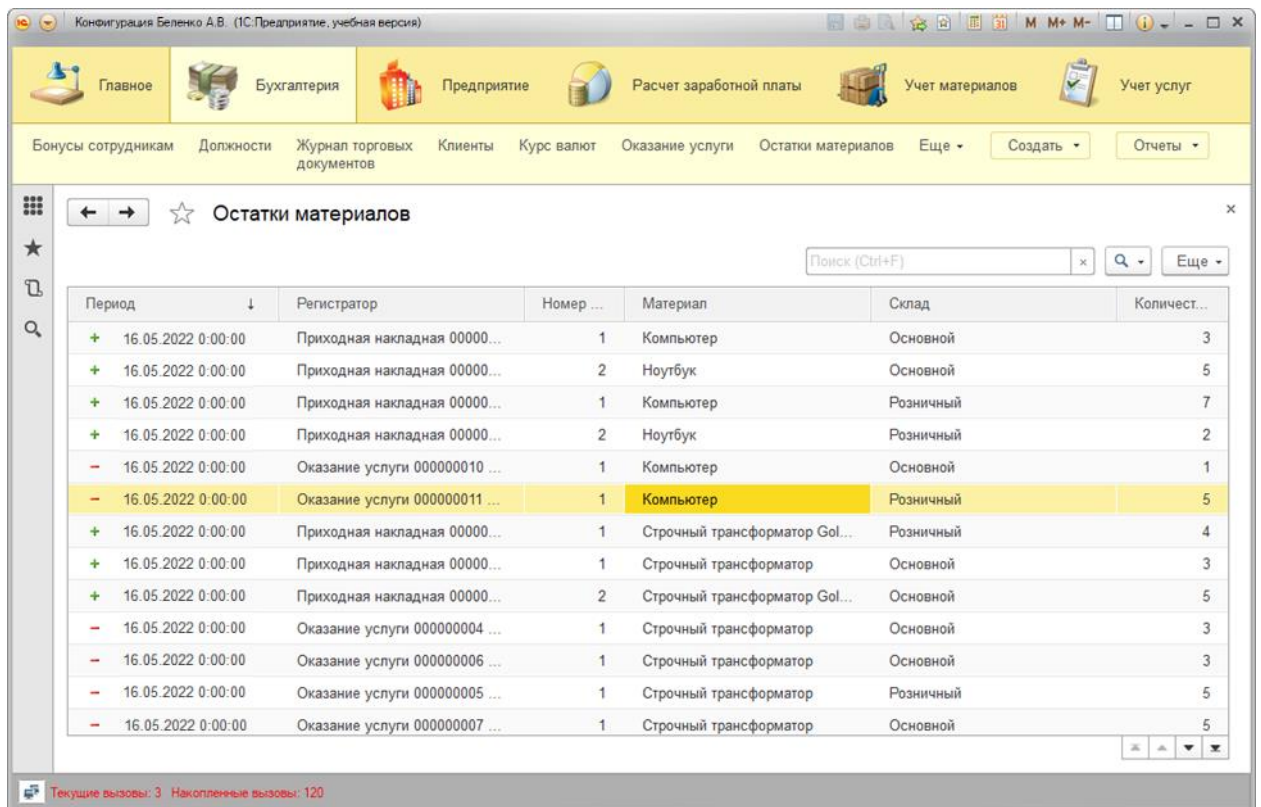 Конфигурация Беленко А.В. (1С:Предприятие, учебная версия)
M M+ M-
Главное Бухгалтерия Предприятие Расчет заработной платы Учет материалов Учет услуг
Бонусы сотрудникам Должности Журнал торговых документов Клиенты Курс валют Оказание услуги Остатки материалов Еще Создать Отчеты
Остатки материалов
Поиск (Ctrl+F) × Еще
Период ↓ Регистратор Номер ... Материал Склад Количест...
+ 16.05.2022 0:00:00 Приходная накладная 00000... 1 Компьютер Основной 3
+ 16.05.2022 0:00:00 Приходная накладная 00000... 2 Ноутбук Основной 5
+ 16.05.2022 0:00:00 Приходная накладная 00000... 1 Компьютер Розничный 7
+ 16.05.2022 0:00:00 Приходная накладная 00000... 2 Ноутбук Розничный 2
- 16.05.2022 0:00:00 Оказание услуги 000000010 ... 1 Компьютер Основной 1
- 16.05.2022 0:00:00 Оказание услуги 000000011 ... 1 Компьютер Розничный 5
+ 16.05.2022 0:00:00 Приходная накладная 00000... 1 Строчный трансформатор Gol... Розничный 4
+ 16.05.2022 0:00:00 Приходная накладная 00000... 1 Строчный трансформатор Основной 3
+ 16.05.2022 0:00:00 Приходная накладная 00000... 2 Строчный трансформатор Gol... Основной 5
- 16.05.2022 0:00:00 Оказание услуги 000000004 ... 1 Строчный трансформатор Основной 3
- 16.05.2022 0:00:00 Оказание услуги 000000006 ... 1 Строчный трансформатор Основной 3
- 16.05.2022 0:00:00 Оказание услуги 000000005 ... 1 Строчный трансформатор Розничный 5
- 16.05.2022 0:00:00 Оказание услуги 000000007 ... 1 Строчный трансформатор Основной 5
Текущие вызовы: 3 Накопленные вызовы: 120